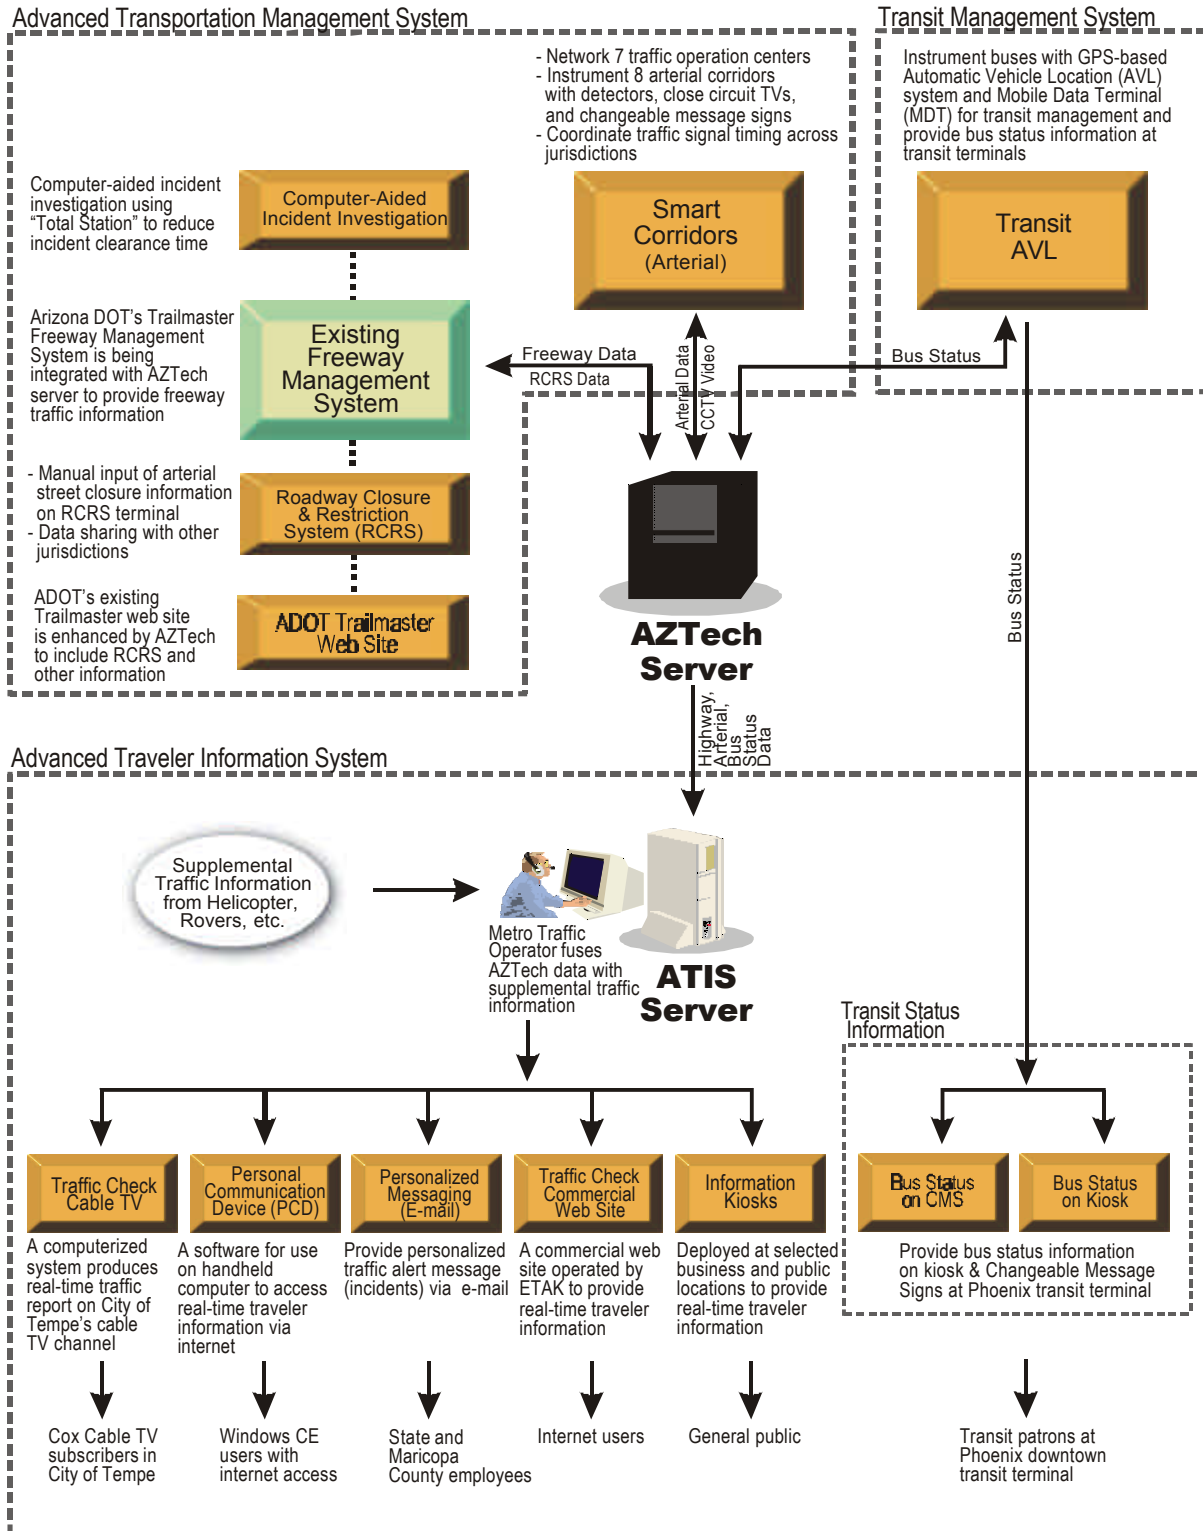 Advanced Transportation Management System
Transit Management System
- Network 7 traffic operation centers
- Instrument 8 arterial corridors
with detectors, close circuit TVs,
and changeable message signs
- Coordinate traffic signal timing across
jurisdictions
Instrument buses with GPS-based
Automatic Vehicle Location (AVL)
system and Mobile Data Terminal
(MDT) for transit management and
provide bus status information at
transit terminals
Computer-aided incident
investigation using
“Total Station” to reduce
incident clearance time
Computer-Aided
Incident Investigation
Smart
Corridors
(Arterial)
Transit
AVL
Arizona DOT’s Trailmaster
Freeway Management
System is being
integrated with AZTech
server to provide freeway
traffic information
Existing
Freeway
Management
System
Freeway Data
RCRS Data
Arterial Data
CCTV Video
Bus Status
- Manual input of arterial
street closure information
on RCRS terminal
- Data sharing with other
jurisdictions
Roadway Closure
& Restriction
System (RCRS)
ADOT’s existing
Trailmaster web site
is enhanced by AZTech
to include RCRS and
other information
ADOT Trailmaster
Web Site
AZTech
Server
Bus Status
Highway,
Arterial,
Bus
Status
Data
Advanced Traveler Information System
Supplemental
Traffic Information
from Helicopter,
Rovers, etc.
Metro Traffic
Operator fuses
AZTech data with
supplemental traffic
information
ATIS
Server
Transit Status
Information
Traffic Check
Cable TV
Personal
Communication
Device (PCD)
Personalized
Messaging
(E-mail)
Traffic Check
Commercial
Web Site
Information
Kiosks
Bus Status
on CMS
Bus Status
on Kiosk
A computerized
system produces
real-time traffic
report on City of
Tempe’s cable
TV channel
A software for use
on handheld
computer to access
real-time traveler
information via
internet
Provide personalized
traffic alert message
(incidents) via e-mail
A commercial web
site operated by
ETAK to provide
real-time traveler
information
Deployed at selected
business and public
locations to provide
real-time traveler
information
Provide bus status information
on kiosk & Changeable Message
Signs at Phoenix transit terminal
Cox Cable TV
subscribers in
City of Tempe
Windows CE
users with
internet access
State and
Maricopa
County employees
Internet users
General public
Transit patrons at
Phoenix downtown
transit terminal